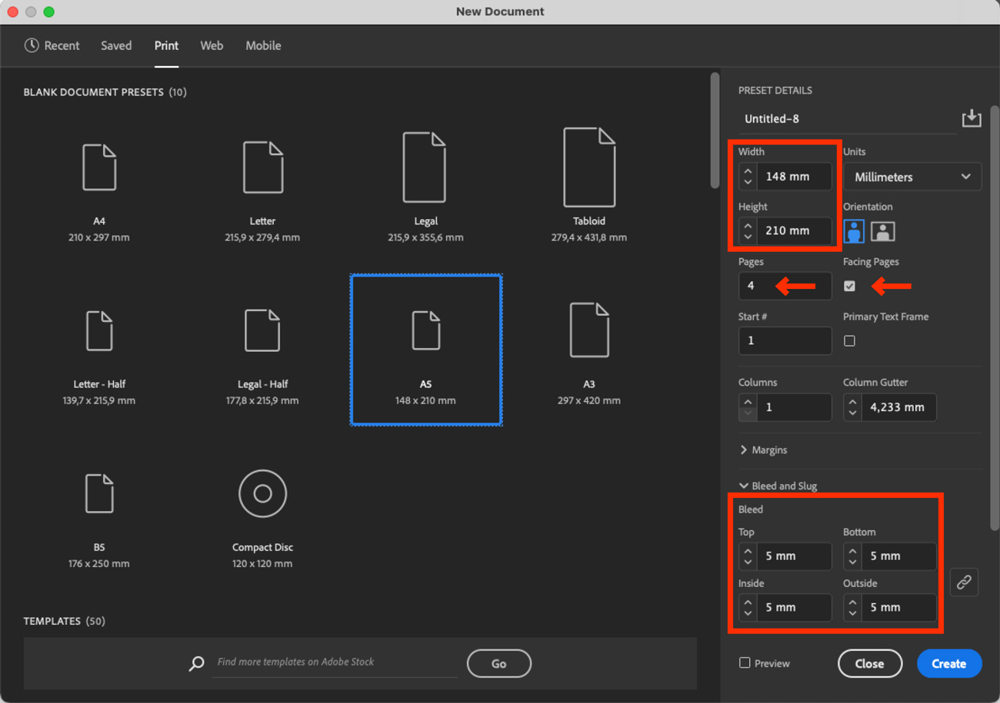 New Document
Recent Saved Print Web Mobile
BLANK DOCUMENT PRESETS (10)
A4
210 x 297 mm
Letter
215,9 x 279,4 mm
Legal
215,9 x 355,6 mm
Tabloid
279,4 x 431,8 mm
Letter - Half
139,7 x 215,9 mm
Legal - Half
177,8 x 215,9 mm
A5
148 x 210 mm
A3
297 x 420 mm
B5
176 x 250 mm
Compact Disc
120 x 120 mm
TEMPLATES (50)
Find more templates on Adobe Stock
Go
PRESET DETAILS
Untitled-8
Width
148 mm
Units
Millimeters
Height
210 mm
Orientation
Pages
4
Facing Pages
Start #
1
Primary Text Frame
Columns
1
Column Gutter
4,233 mm
Margins
Bleed and Slug
Bleed
Top
5 mm
Bottom
5 mm
Inside
5 mm
Outside
5 mm
Preview
Close
Create